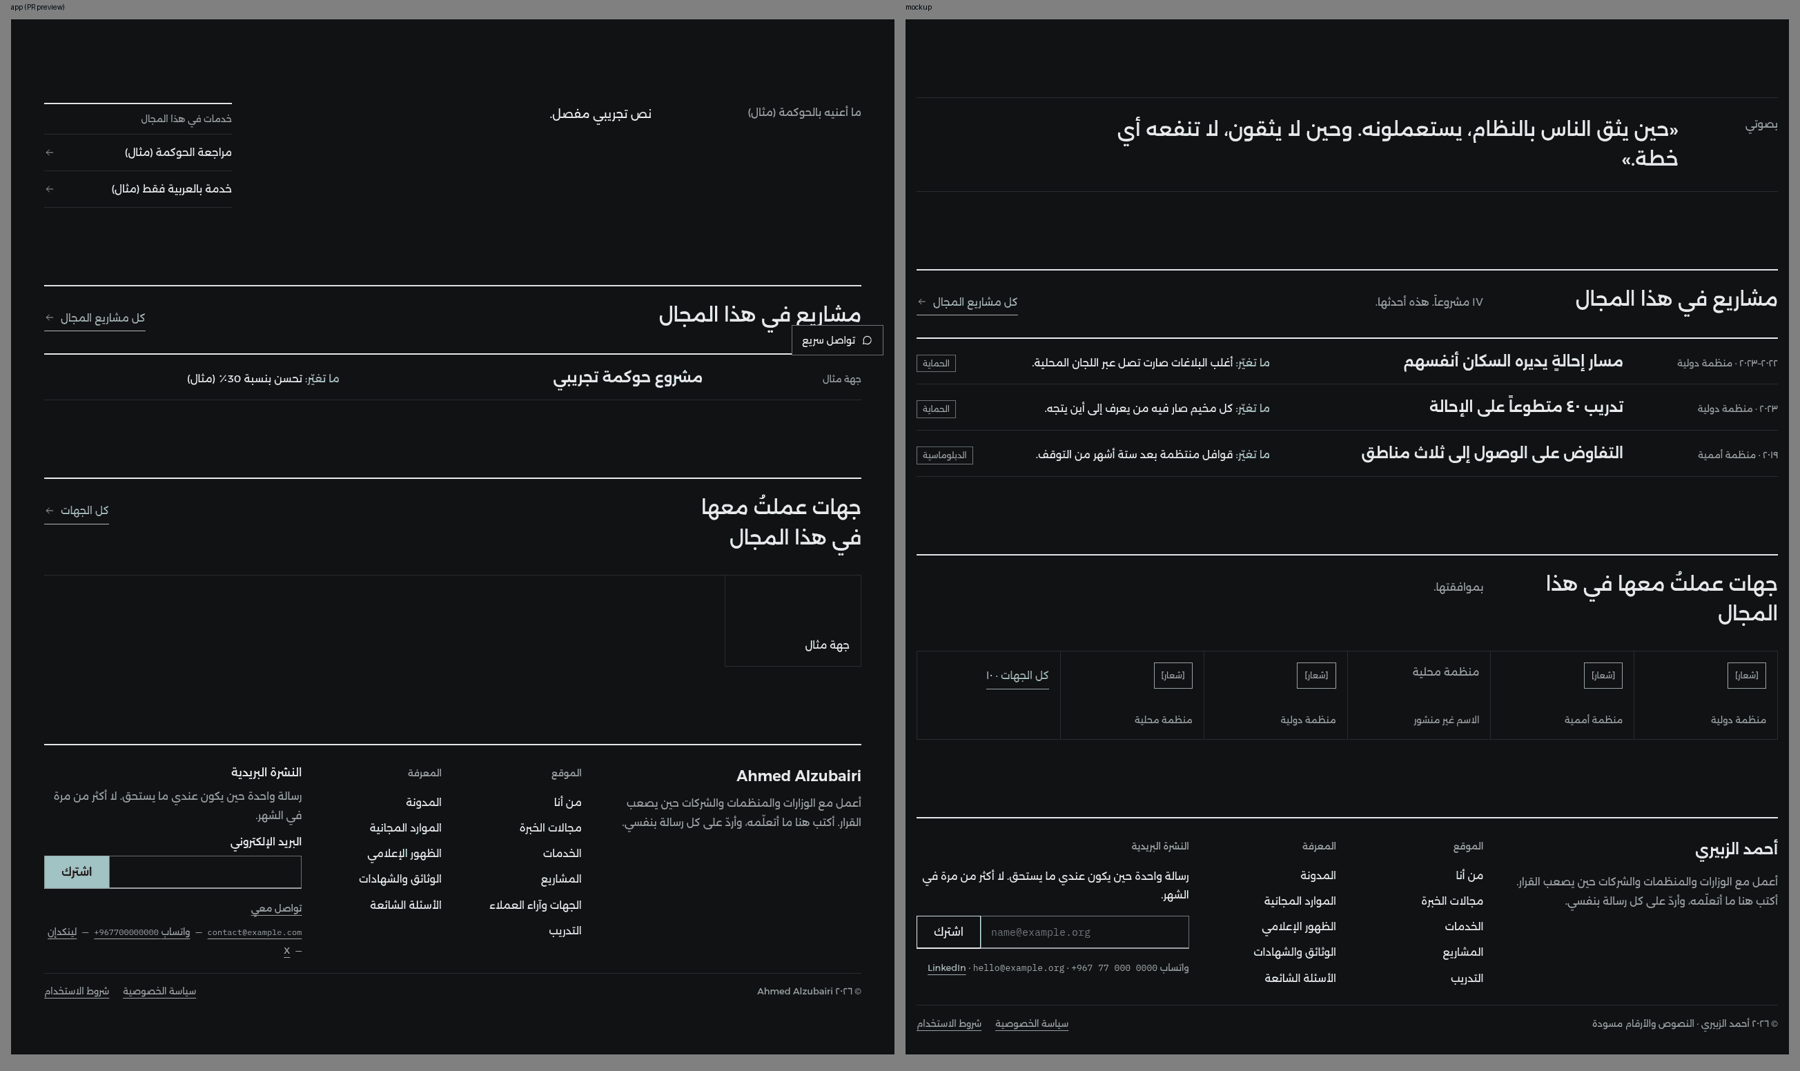 app (PR preview)
ما أعنيه بالحوكمة (مثال)
نص تجريبي مفصل.
خدمات في هذا المجال
مراجعة الحوكمة (مثال)
←
خدمة بالعربية فقط (مثال)
←
مشاريع في هذا المجال
كل مشاريع المجال ←
تواصل سريع
جهة مثال
مشروع حوكمة تجريبي
ما تغيّر: تحسن بنسبة 30٪ (مثال)
جهات عملتُ معها
في هذا المجال
كل الجهات ←
جهة مثال
Ahmed Alzubairi
أعمل مع الوزارات والمنظمات والشركات حين يصعب
القرار. أكتب هنا ما أتعلّمه، وأردّ على كل رسالة بنفسي.
الموقع
من أنا
مجالات الخبرة
الخدمات
المشاريع
الجهات وآراء العملاء
التدريب
المعرفة
المدونة
الموارد المجانية
الظهور الإعلامي
الوثائق والشهادات
الأسئلة الشائعة
النشرة البريدية
رسالة واحدة حين يكون عندي ما يستحق. لا أكثر من مرة
في الشهر.
البريد الإلكتروني
اشترك
تواصل معي
contact@example.com — واتساب +967700000000 — لينكدإن
— X
© ٢٠٢٦ Ahmed Alzubairi
سياسة الخصوصية
شروط الاستخدام
mockup
بصوتي
«حين يثق الناس بالنظام، يستعملونه. وحين لا يثقون، لا تنفعه أي
خطة.»
مشاريع في هذا المجال
١٧ مشروعاً. هذه أحدثها.
كل مشاريع المجال ←
٢٠٢٢–٢٠٢٣ · منظمة دولية
مسار إحالةٍ يديره السكان أنفسهم
ما تغيّر: أغلب البلاغات صارت تصل عبر اللجان المحلية.
الحماية
٢٠٢٣ · منظمة دولية
تدريب ٤٠ متطوعاً على الإحالة
ما تغيّر: كل مخيم صار فيه من يعرف إلى أين يتجه.
الحماية
٢٠١٩ · منظمة أممية
التفاوض على الوصول إلى ثلاث مناطق
ما تغيّر: قوافل منتظمة بعد ستة أشهر من التوقف.
الدبلوماسية
جهات عملتُ معها في هذا
المجال
بموافقتها.
[شعار]
منظمة دولية
[شعار]
منظمة أممية
منظمة محلية
الاسم غير منشور
[شعار]
منظمة دولية
[شعار]
منظمة محلية
كل الجهات · ١٠٠
أحمد الزبيري
أعمل مع الوزارات والمنظمات والشركات حين يصعب القرار.
أكتب هنا ما أتعلّمه، وأردّ على كل رسالة بنفسي.
الموقع
من أنا
مجالات الخبرة
الخدمات
المشاريع
التدريب
المعرفة
المدونة
الموارد المجانية
الظهور الإعلامي
الوثائق والشهادات
الأسئلة الشائعة
النشرة البريدية
رسالة واحدة حين يكون عندي ما يستحق. لا أكثر من مرة في
الشهر.
name@example.org
اشترك
واتساب +967 77 000 0000 · hello@example.org · LinkedIn
© ٢٠٢٦ أحمد الزبيري · النصوص والأرقام مسودة
سياسة الخصوصية
شروط الاستخدام